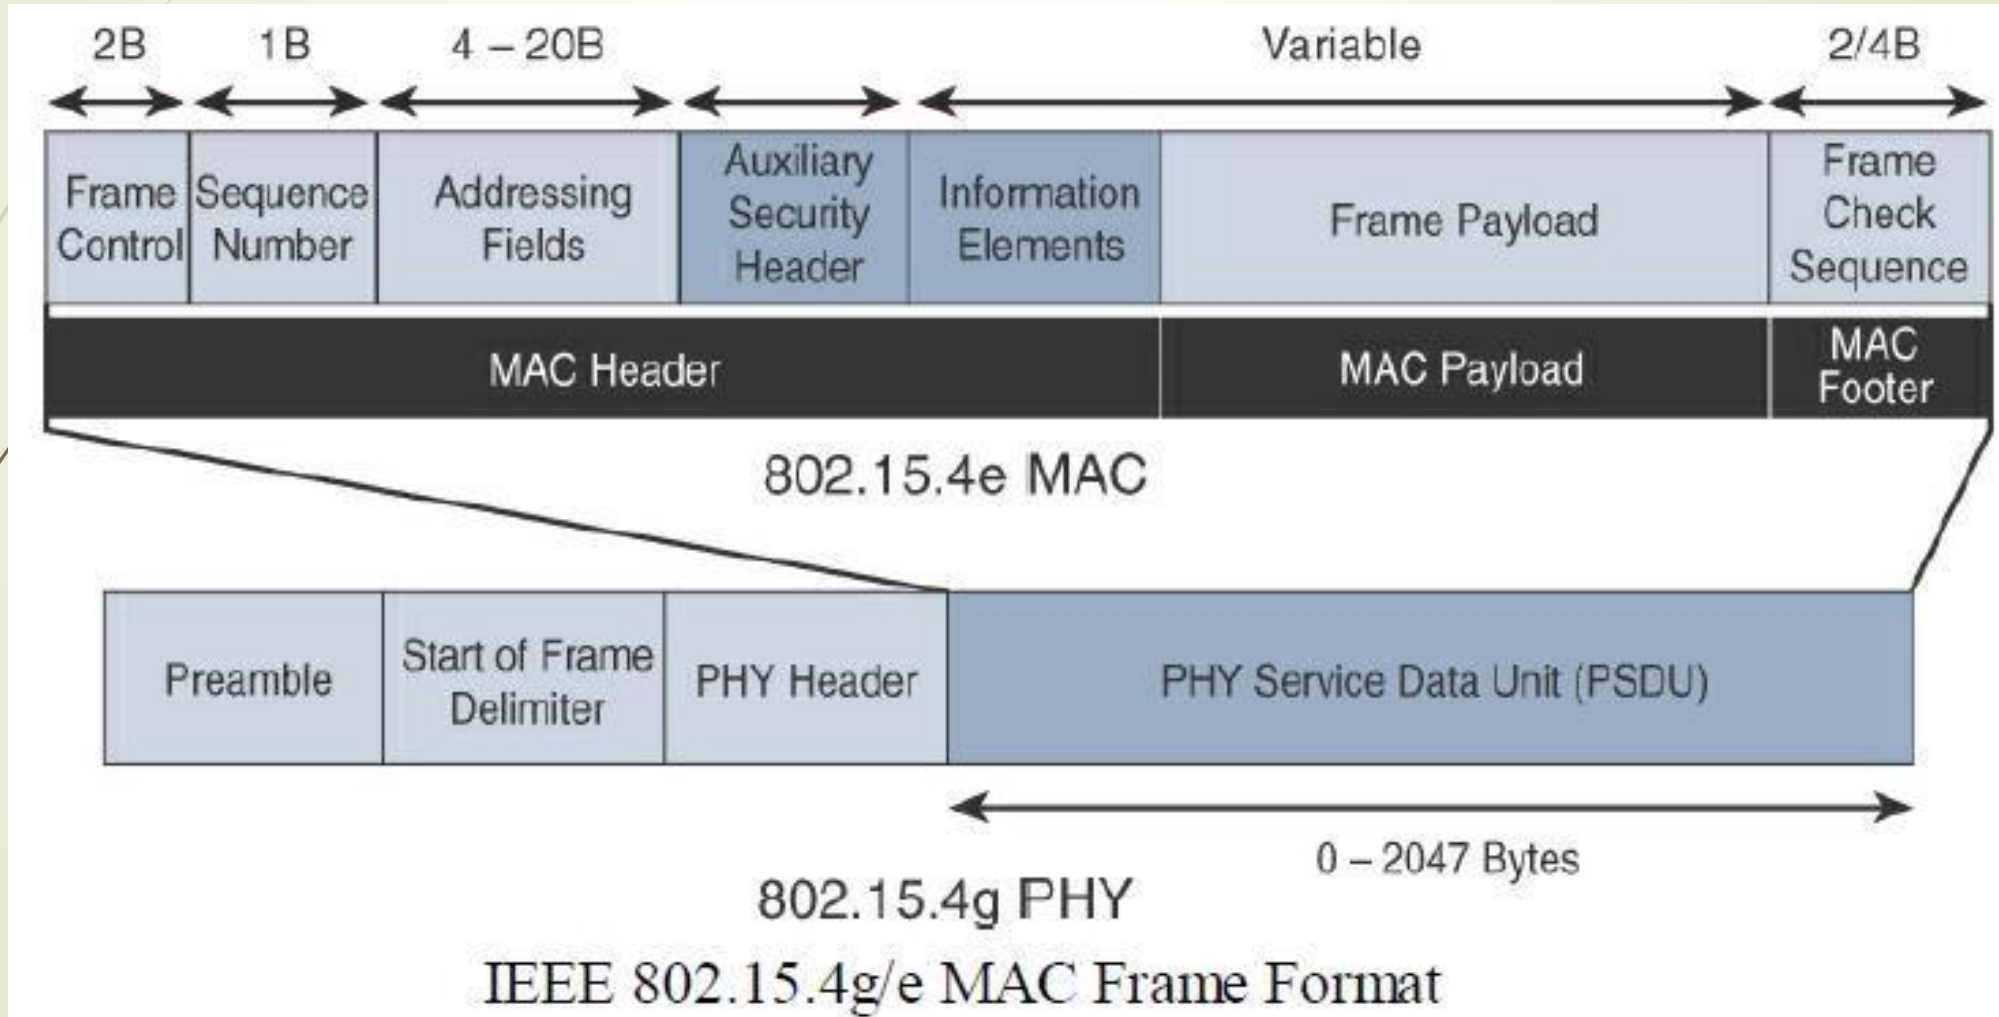 2B
1B
4 – 20B
Variable
2/4B
Frame
Control
Sequence
Number
Addressing
Fields
Auxiliary
Security
Header
Information
Elements
Frame Payload
Frame
Check
Sequence
MAC Header
MAC Payload
MAC
Footer
802.15.4e MAC
Preamble
Start of Frame
Delimiter
PHY Header
PHY Service Data Unit (PSDU)
0 – 2047 Bytes
802.15.4g PHY
IEEE 802.15.4g/e MAC Frame Format